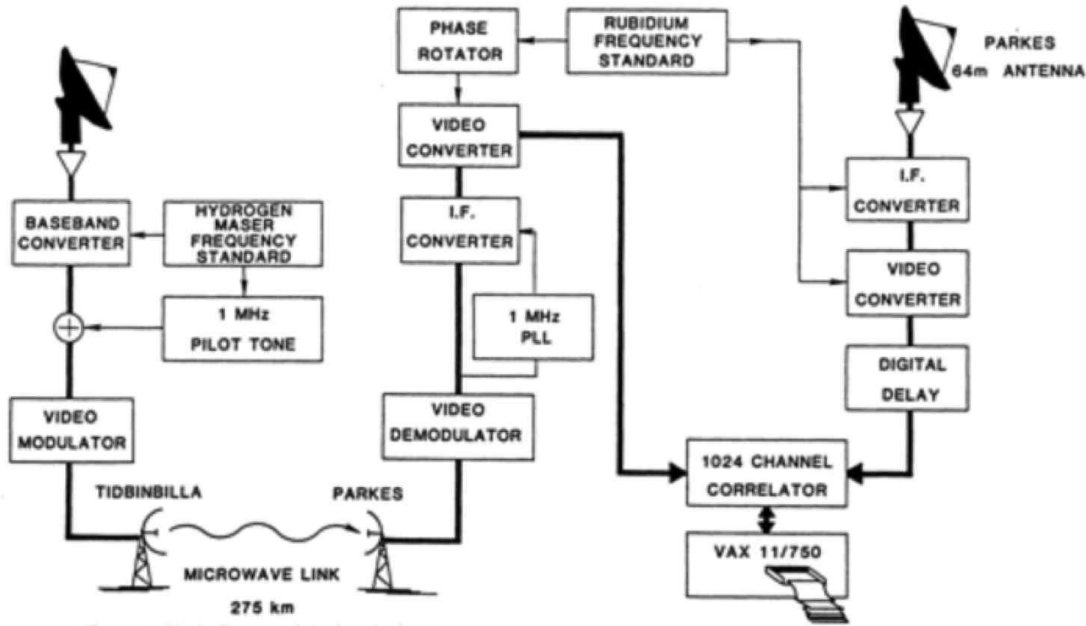 PHASE
ROTATOR
RUBIDIUM
FREQUENCY
STANDARD
PARKES
64m ANTENNA
VIDEO
CONVERTER
I.F.
CONVERTER
BASEBAND
CONVERTER
HYDROGEN
MASER
FREQUENCY
STANDARD
I.F.
CONVERTER
VIDEO
CONVERTER
1 MHz
PILOT TONE
1 MHz
PLL
DIGITAL
DELAY
VIDEO
MODULATOR
VIDEO
DEMODULATOR
1024 CHANNEL
CORRELATOR
TIDBINBILLA
PARKES
VAX 11/750
MICROWAVE LINK
275 km